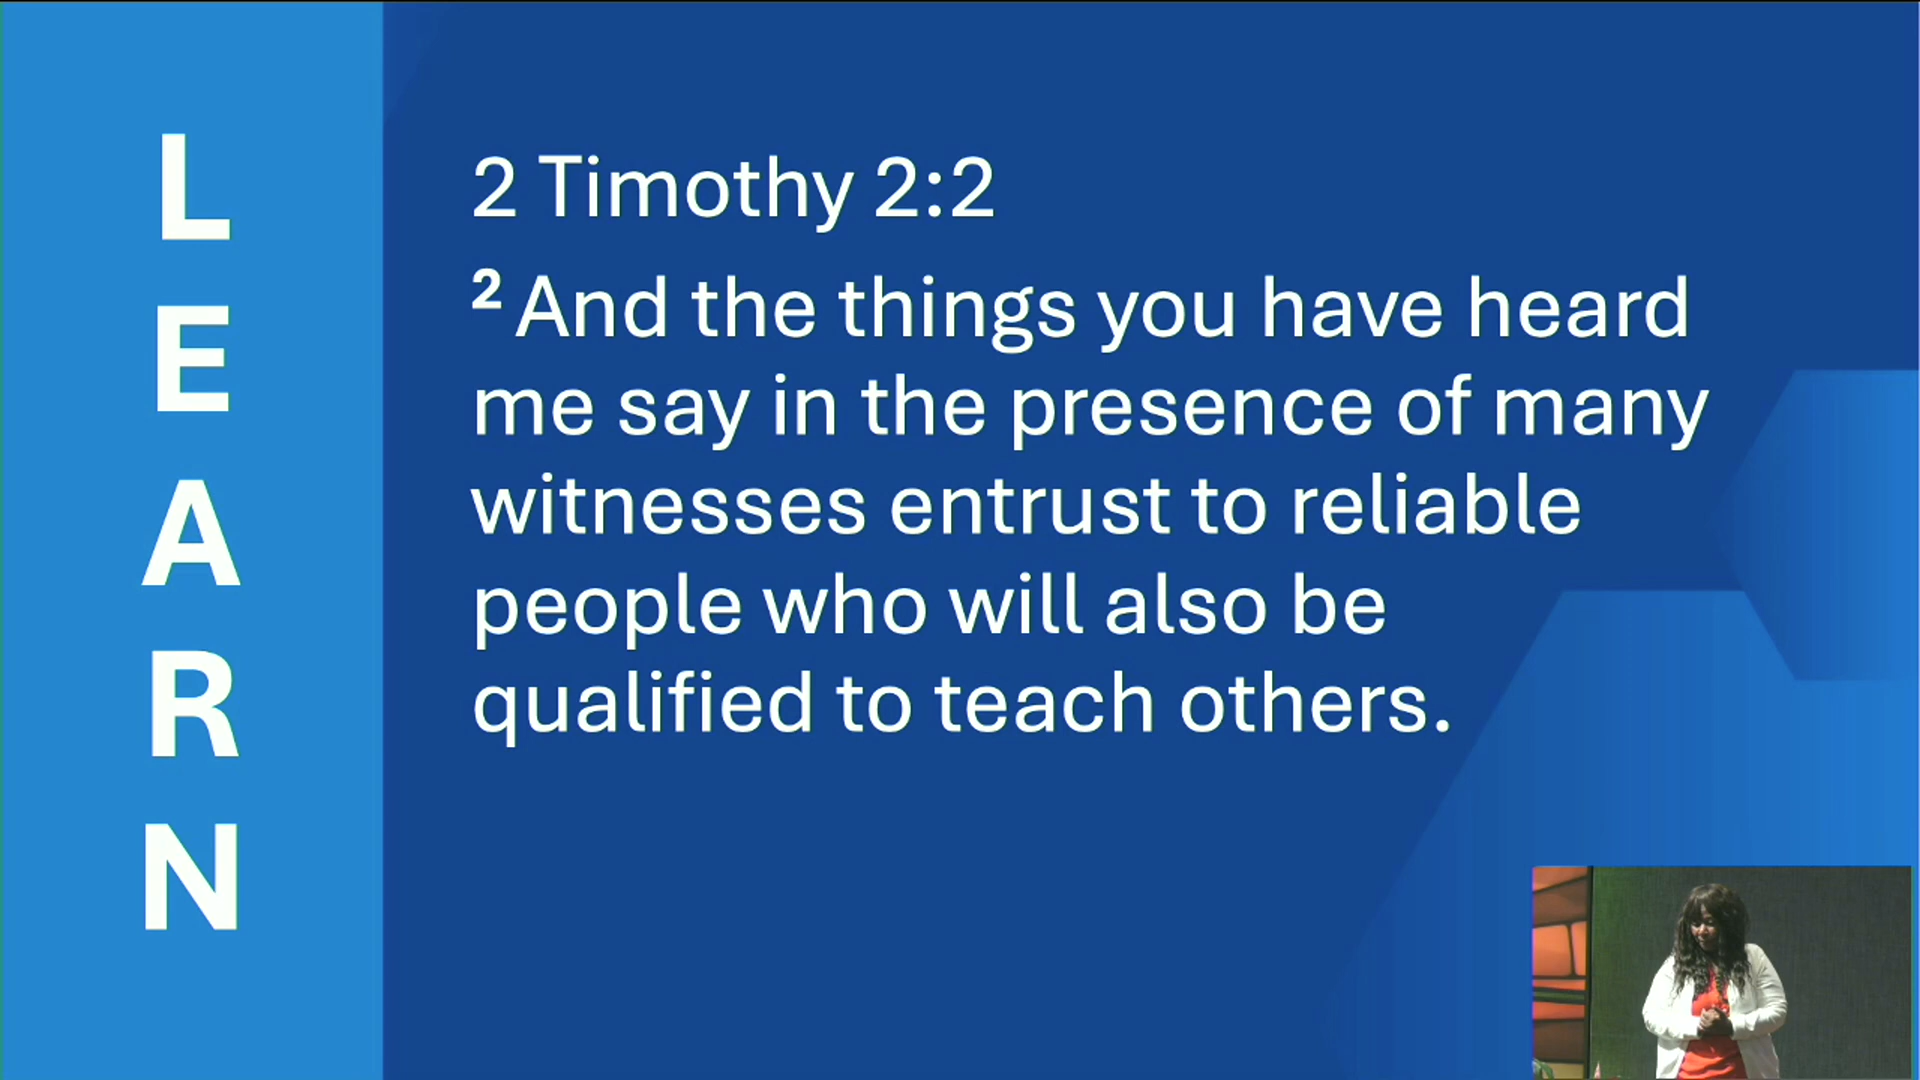 L
E
A
R
N
2 Timothy 2:2
² And the things you have heard
me say in the presence of many
witnesses entrust to reliable
people who will also be
qualified to teach others.